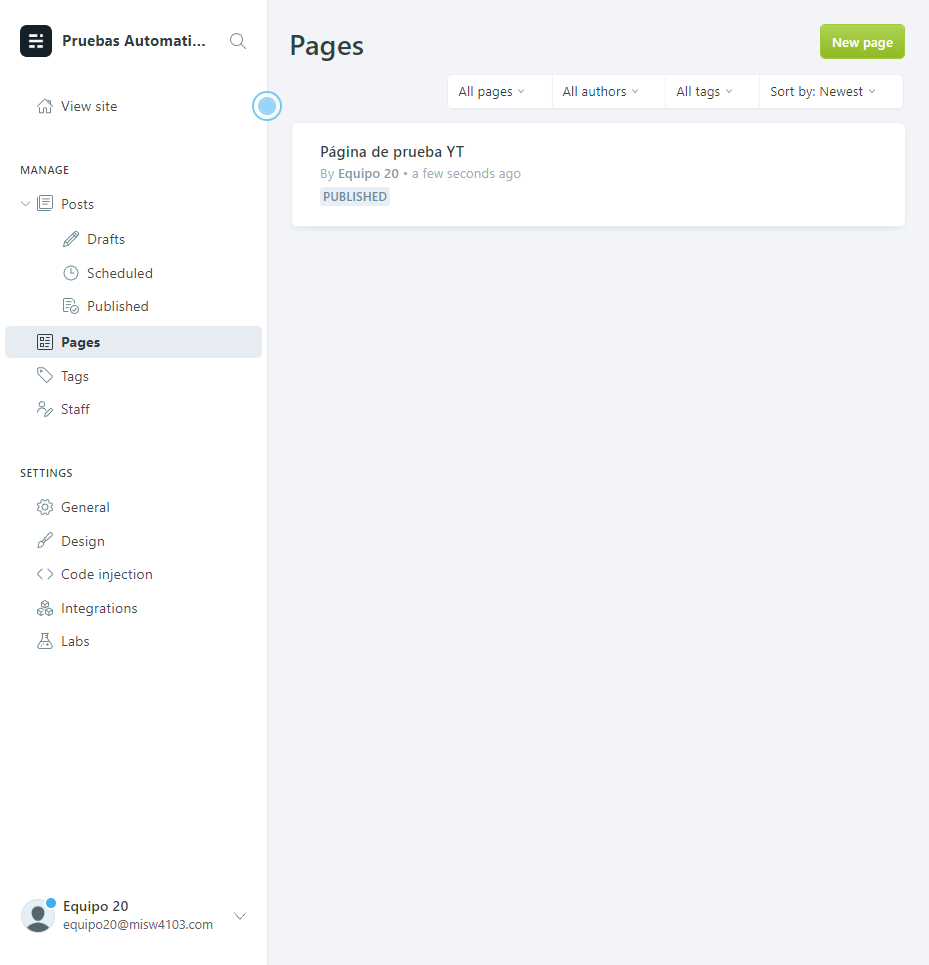 Pruebas Automati...
View site
MANAGE
Posts
Drafts
Scheduled
Published
Pages
Tags
Staff
SETTINGS
General
Design
Code injection
Integrations
Labs
Equipo 20
equipo20@misw4103.com
Pages
New page
All pages All authors All tags Sort by: Newest
Página de prueba YT
By Equipo 20 • a few seconds ago
PUBLISHED